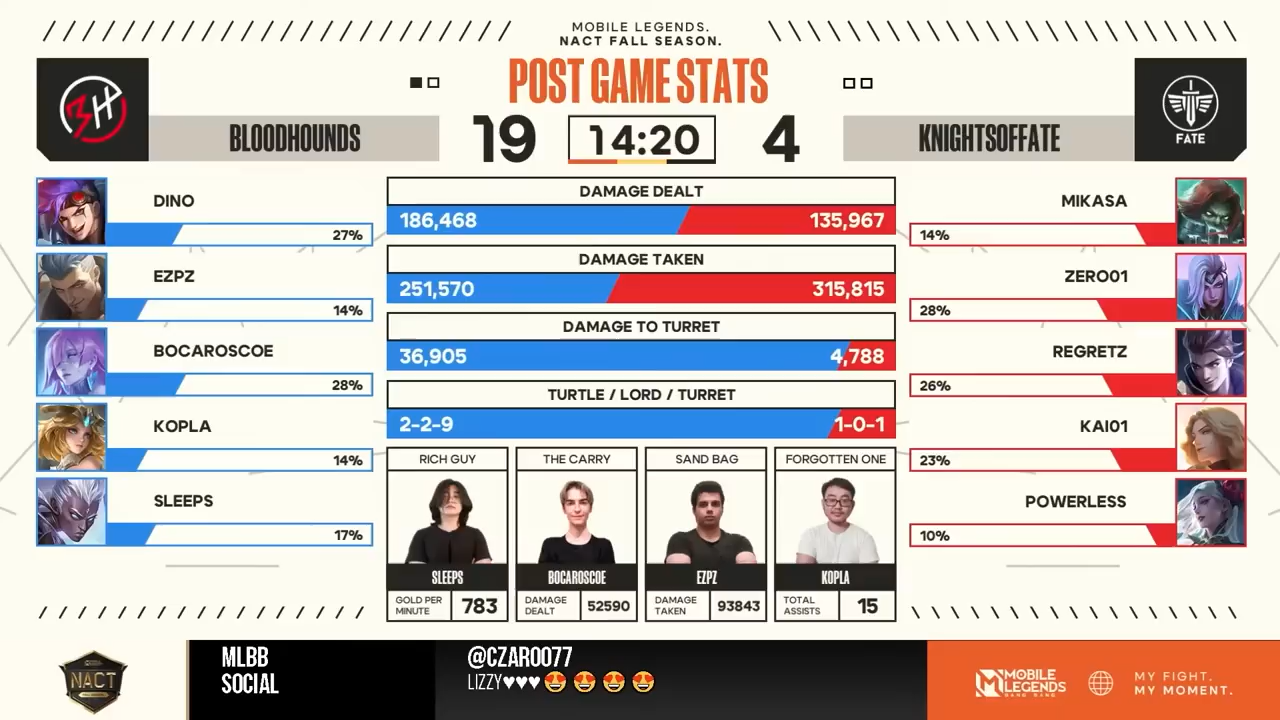 MOBILE LEGENDS.
NACT FALL SEASON.
POST GAME STATS
BLOODHOUNDS
19
14:20
4
KNIGHTSOFFATE
FATE
DINO
27%
EZPZ
14%
BOCAROSCOE
28%
KOPLA
14%
SLEEPS
17%
DAMAGE DEALT
186,468 135,967
DAMAGE TAKEN
251,570 315,815
DAMAGE TO TURRET
36,905 4,788
TURTLE / LORD / TURRET
2-2-9 1-0-1
MIKASA
14%
ZERO01
28%
REGRETZ
26%
KAI01
23%
POWERLESS
10%
RICH GUY
SLEEPS
GOLD PER
MINUTE
783
THE CARRY
BOCAROSCOE
DAMAGE
DEALT
52590
SAND BAG
EZPZ
DAMAGE
TAKEN
93843
FORGOTTEN ONE
KOPLA
TOTAL
ASSISTS
15
NACT
MLBB
SOCIAL
@CZAR0077
LIZZY♥♥♥😍😍😍😍
MOBILE
LEGENDS
BANG BANG
MY FIGHT.
MY MOMENT.